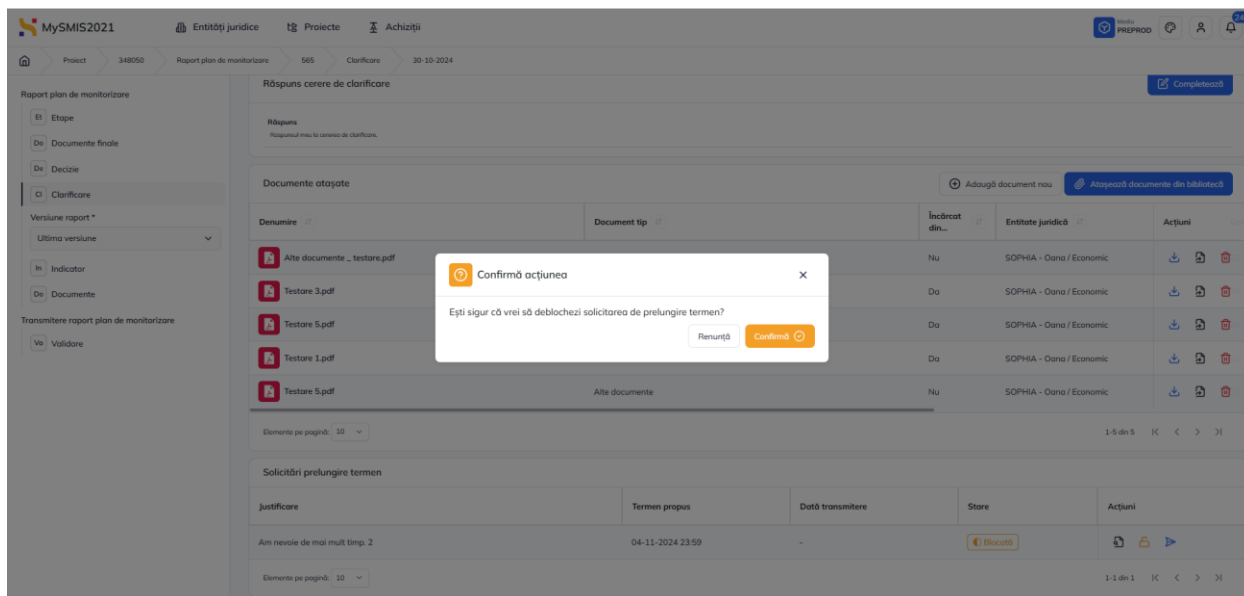 MySMIS2021 Entități juridice Proiecte Achiziții Mediu PREPROD 24
Proiect 348050 Raport plan de monitorizare 565 Clarificare 30-10-2024
Raport plan de monitorizare
Et Etape
Do Documente finale
De Decizie
Cl Clarificare
Versiune raport *
Ultima versiune
In Indicator
Do Documente
Transmitere raport plan de monitorizare
Va Validare
Răspuns cerere de clarificare Completează
Răspuns
Răspunsul meu la cererea de clarificare.
Documente atașate Adaugă document nou Atașează documente din bibliotecă
Denumire Document tip Încărcat din... Entitate juridică Acțiuni
Alte documente _ testare.pdf Nu SOPHIA - Oana / Economic
Testare 3.pdf Da SOPHIA - Oana / Economic
Testare 5.pdf Da SOPHIA - Oana / Economic
Testare 1.pdf Da SOPHIA - Oana / Economic
Testare 5.pdf Alte documente Nu SOPHIA - Oana / Economic
Elemente pe pagină: 10 1-5 din 5
Confirmă acțiunea
Ești sigur că vrei să deblochezi solicitarea de prelungire termen?
Renunță Confirmă
Solicitări prelungire termen
Justificare Termen propus Dată transmitere Stare Acțiuni
Am nevoie de mai mult timp. 2 04-11-2024 23:59 - Blocată
Elemente pe pagină: 10 1-1 din 1